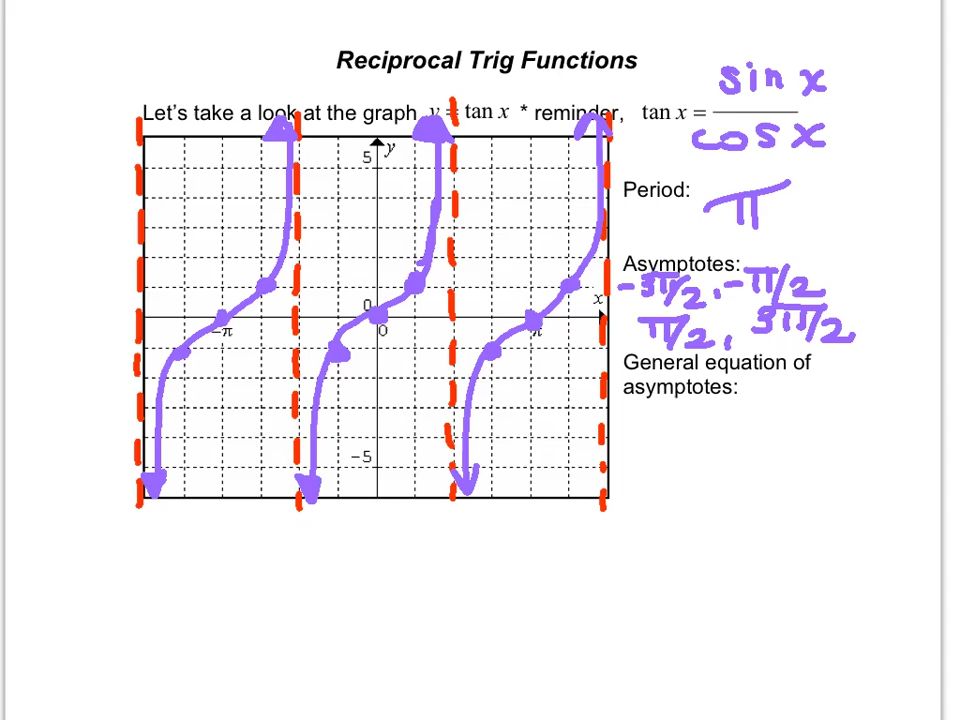 Reciprocal Trig Functions
sin x
Let's take a look at the graph y = tan x * reminder, tan x =
cos x
5 y
Period: π
Asymptotes:
-3π/2, -π/2
0 x
π/2, 3π/2
-π 0 π
General equation of
asymptotes:
-5